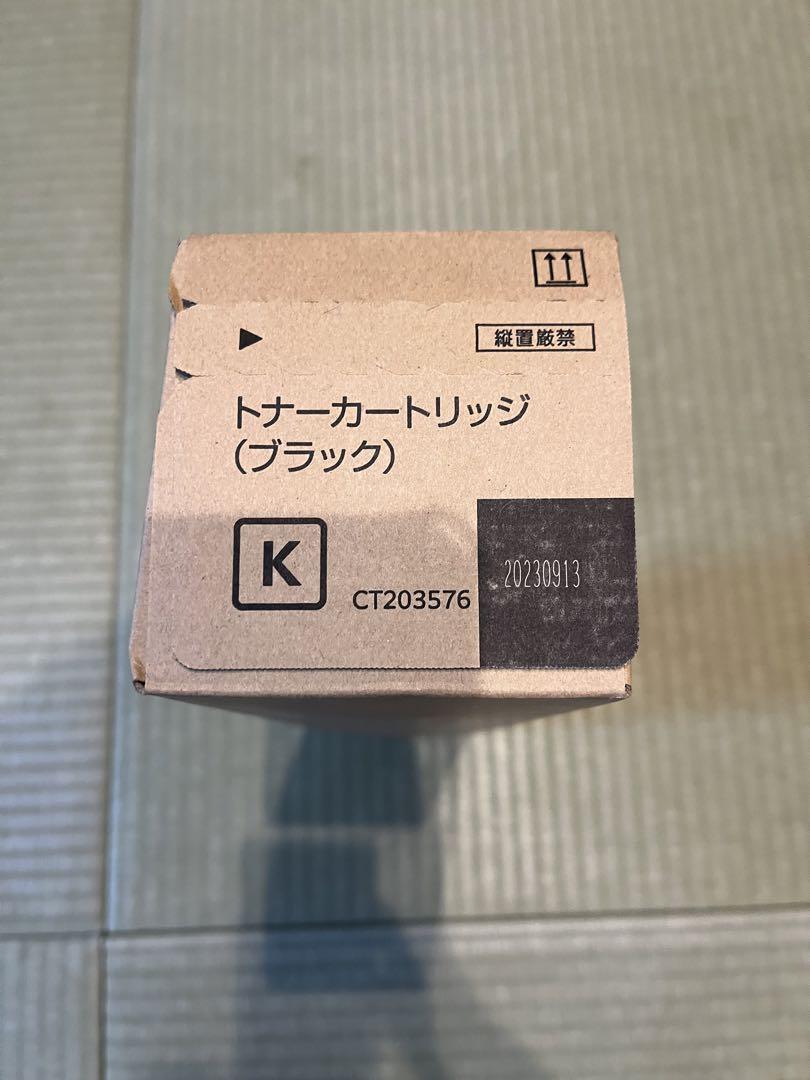 縦置厳禁
トナーカートリッジ
(ブラック)
K
CT203576
20230913